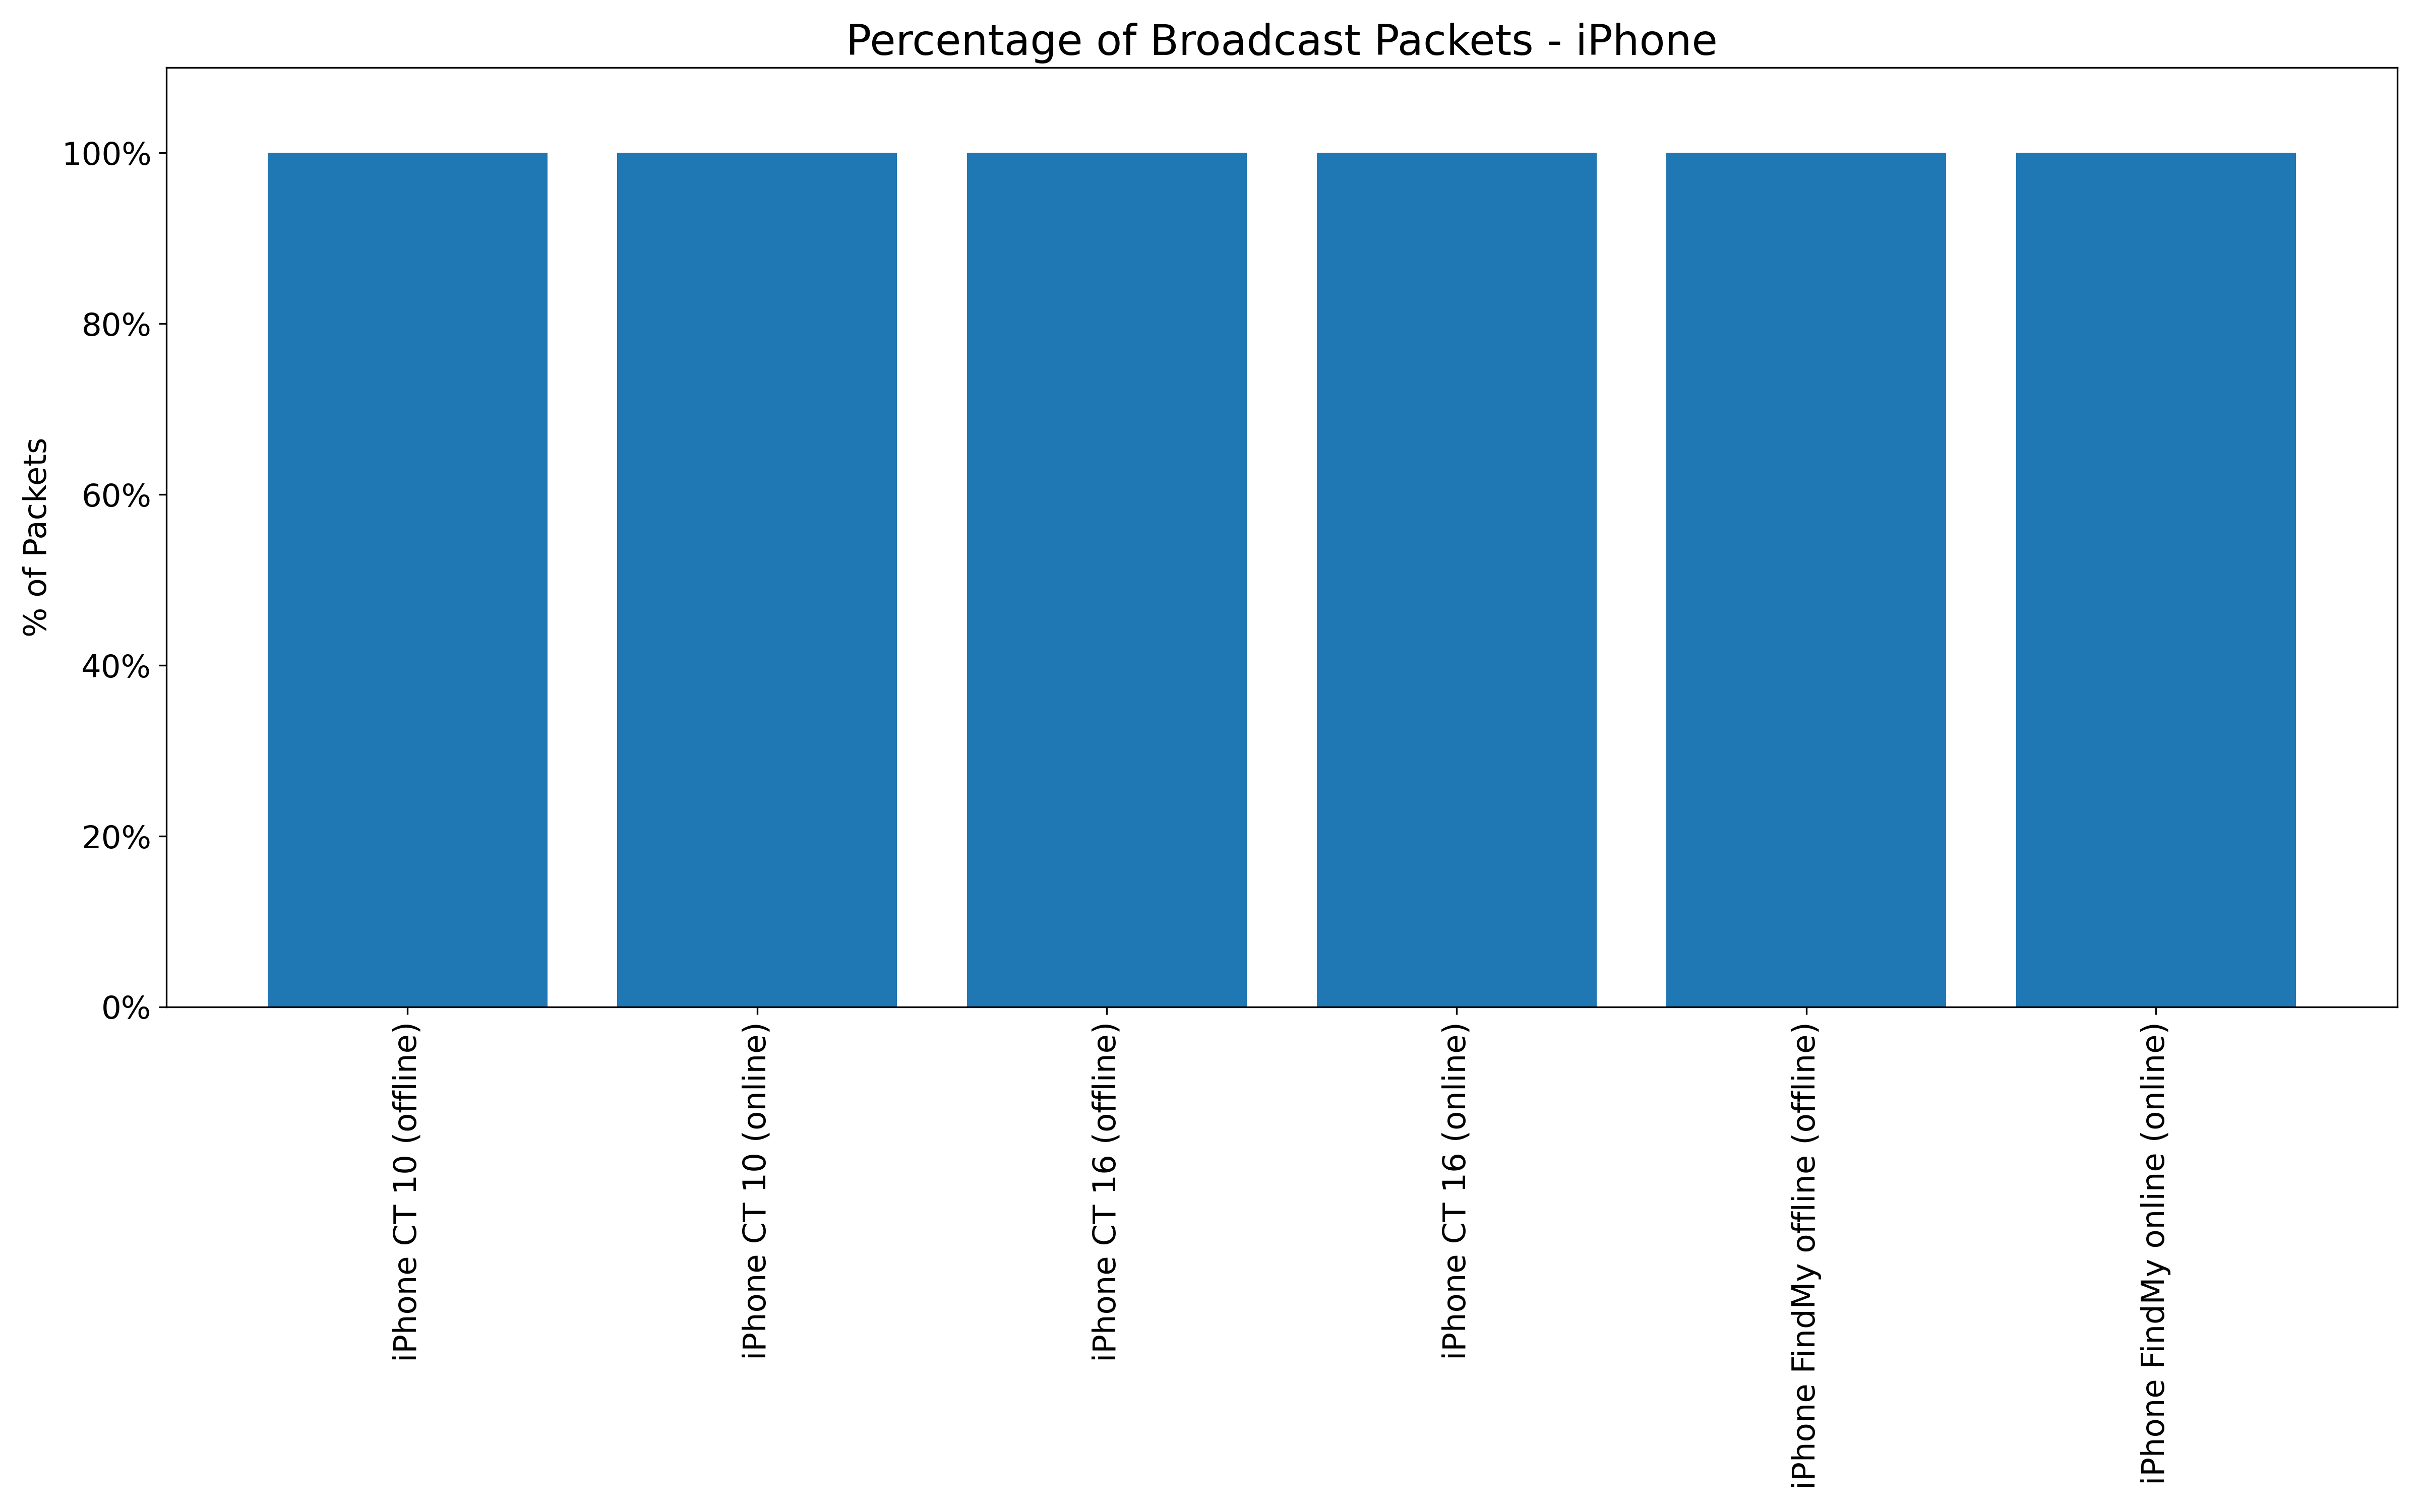 Percentage of Broadcast Packets - iPhone
% of Packets
100%
80%
60%
40%
20%
0%
iPhone CT 10 (offline)
iPhone CT 10 (online)
iPhone CT 16 (offline)
iPhone CT 16 (online)
iPhone FindMy offline (offline)
iPhone FindMy online (online)